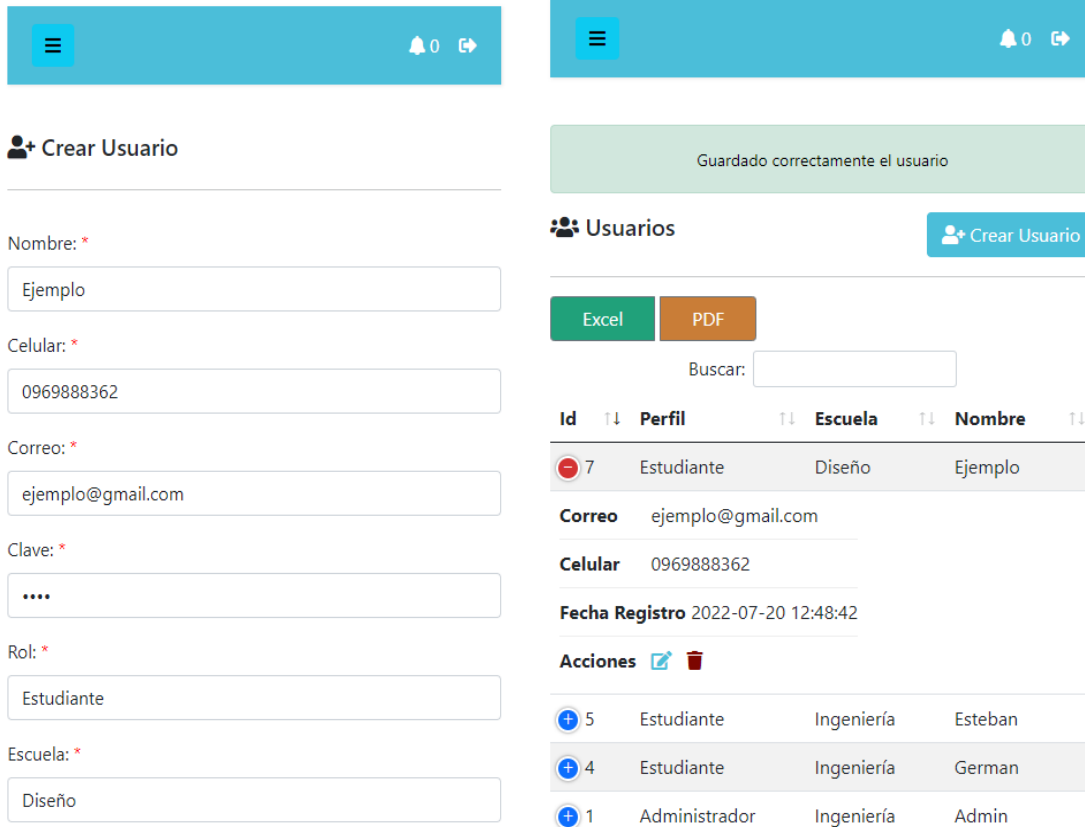 0
Crear Usuario
Nombre: *
Ejemplo
Celular: *
0969888362
Correo: *
ejemplo@gmail.com
Clave: *
••••
Rol: *
Estudiante
Escuela: *
Diseño
0
Guardado correctamente el usuario
Usuarios
Crear Usuario
Excel PDF
Buscar:
Id Perfil Escuela Nombre
7 Estudiante Diseño Ejemplo
Correo ejemplo@gmail.com
Celular 0969888362
Fecha Registro 2022-07-20 12:48:42
Acciones
5 Estudiante Ingeniería Esteban
4 Estudiante Ingeniería German
1 Administrador Ingeniería Admin